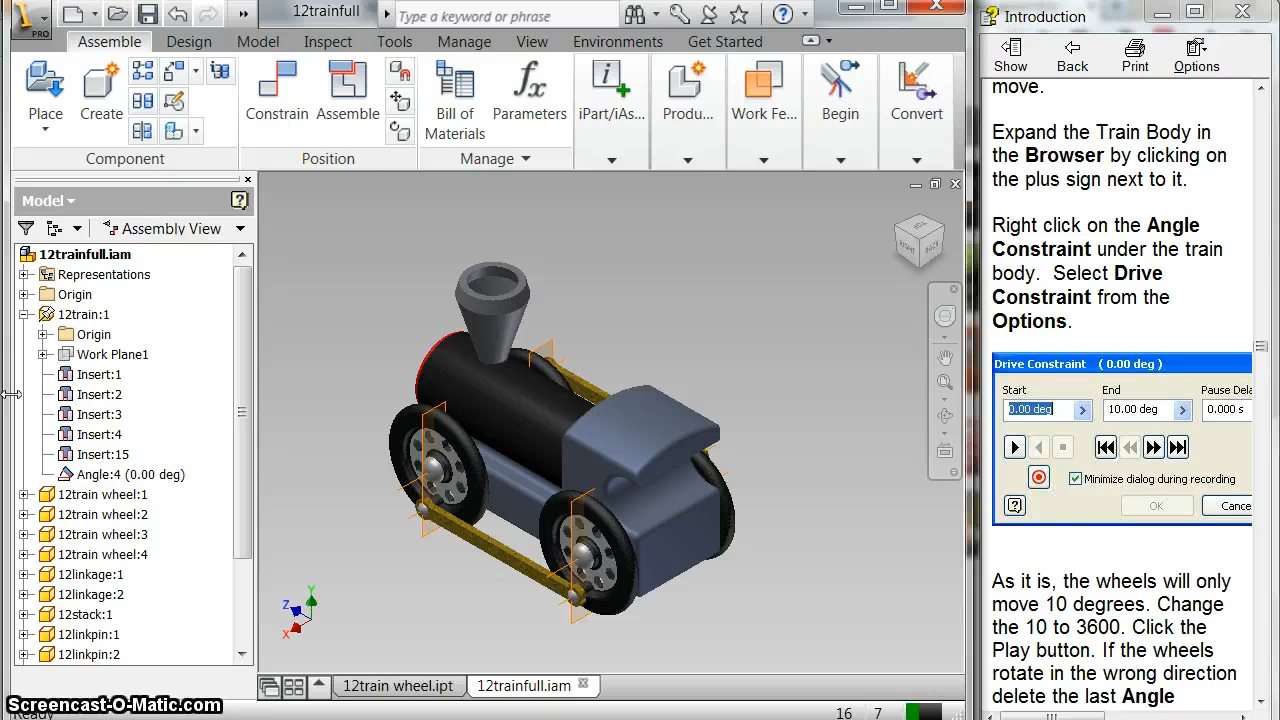 PRO
12trainfull
Type a keyword or phrase
Assemble Design Model Inspect Tools Manage View Environments Get Started
Place
Create
Constrain Assemble
Bill of
Materials
Parameters
iPart/iAs...
Produ...
Work Fe...
Begin
Convert
Component
Position
Manage
Model
Assembly View
12trainfull.iam
Representations
Origin
12train:1
Origin
Work Plane1
Insert:1
Insert:2
Insert:3
Insert:4
Insert:15
Angle:4 (0.00 deg)
12train wheel:1
12train wheel:2
12train wheel:3
12train wheel:4
12linkage:1
12linkage:2
12stack:1
12linkpin:1
12linkpin:2
RIGHT BACK
Y
Z
X
12train wheel.ipt 12trainfull.iam
Ready
16 7
Screencast-O-Matic.com
Introduction
Show Back Print Options
move.
Expand the Train Body in
the Browser by clicking on
the plus sign next to it.
Right click on the Angle
Constraint under the train
body. Select Drive
Constraint from the
Options.
Drive Constraint ( 0.00 deg )
Start End Pause Dela
0.00 deg 10.00 deg 0.000 s
Minimize dialog during recording
OK Cance
As it is, the wheels will only
move 10 degrees. Change
the 10 to 3600. Click the
Play button. If the wheels
rotate in the wrong direction
delete the last Angle